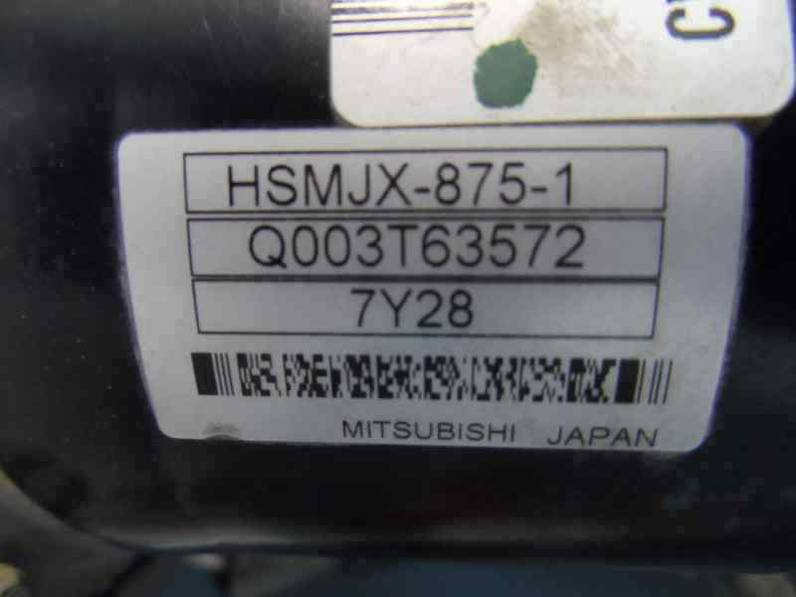 HSMJX-875-1
Q003T63572
7Y28
MITSUBISHI JAPAN